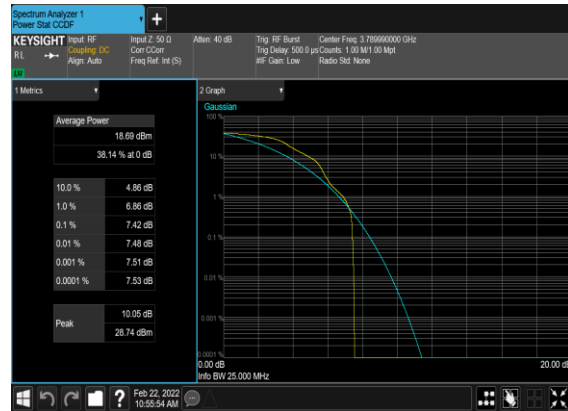 Spectrum Analyzer 1
Power Stat CCDF
KEYSIGHT
RL
Input: RF
Coupling: DC
Align: Auto
Input Z: 50 Ω
Corr CCorr
Freq Ref: Int (S)
Atten: 40 dB
Trig: RF Burst
Trig Delay: 500.0 µs
#IF Gain: Low
Center Freq: 3.789990000 GHz
Counts: 1.00 M/1.00 Mpt
Radio Std: None
1 Metrics
Average Power
18.69 dBm
38.14 % at 0 dB
10.0 % 4.86 dB
1.0 % 6.86 dB
0.1 % 7.42 dB
0.01 % 7.48 dB
0.001 % 7.51 dB
0.0001 % 7.53 dB
Peak
10.05 dB
28.74 dBm
2 Graph
Gaussian
100 %
10 %
1 %
0.1 %
0.01 %
0.001 %
0.0001 %
0.00 dB
20.00 dB
Info BW 25.000 MHz
?
Feb 22, 2022
10:55:54 AM